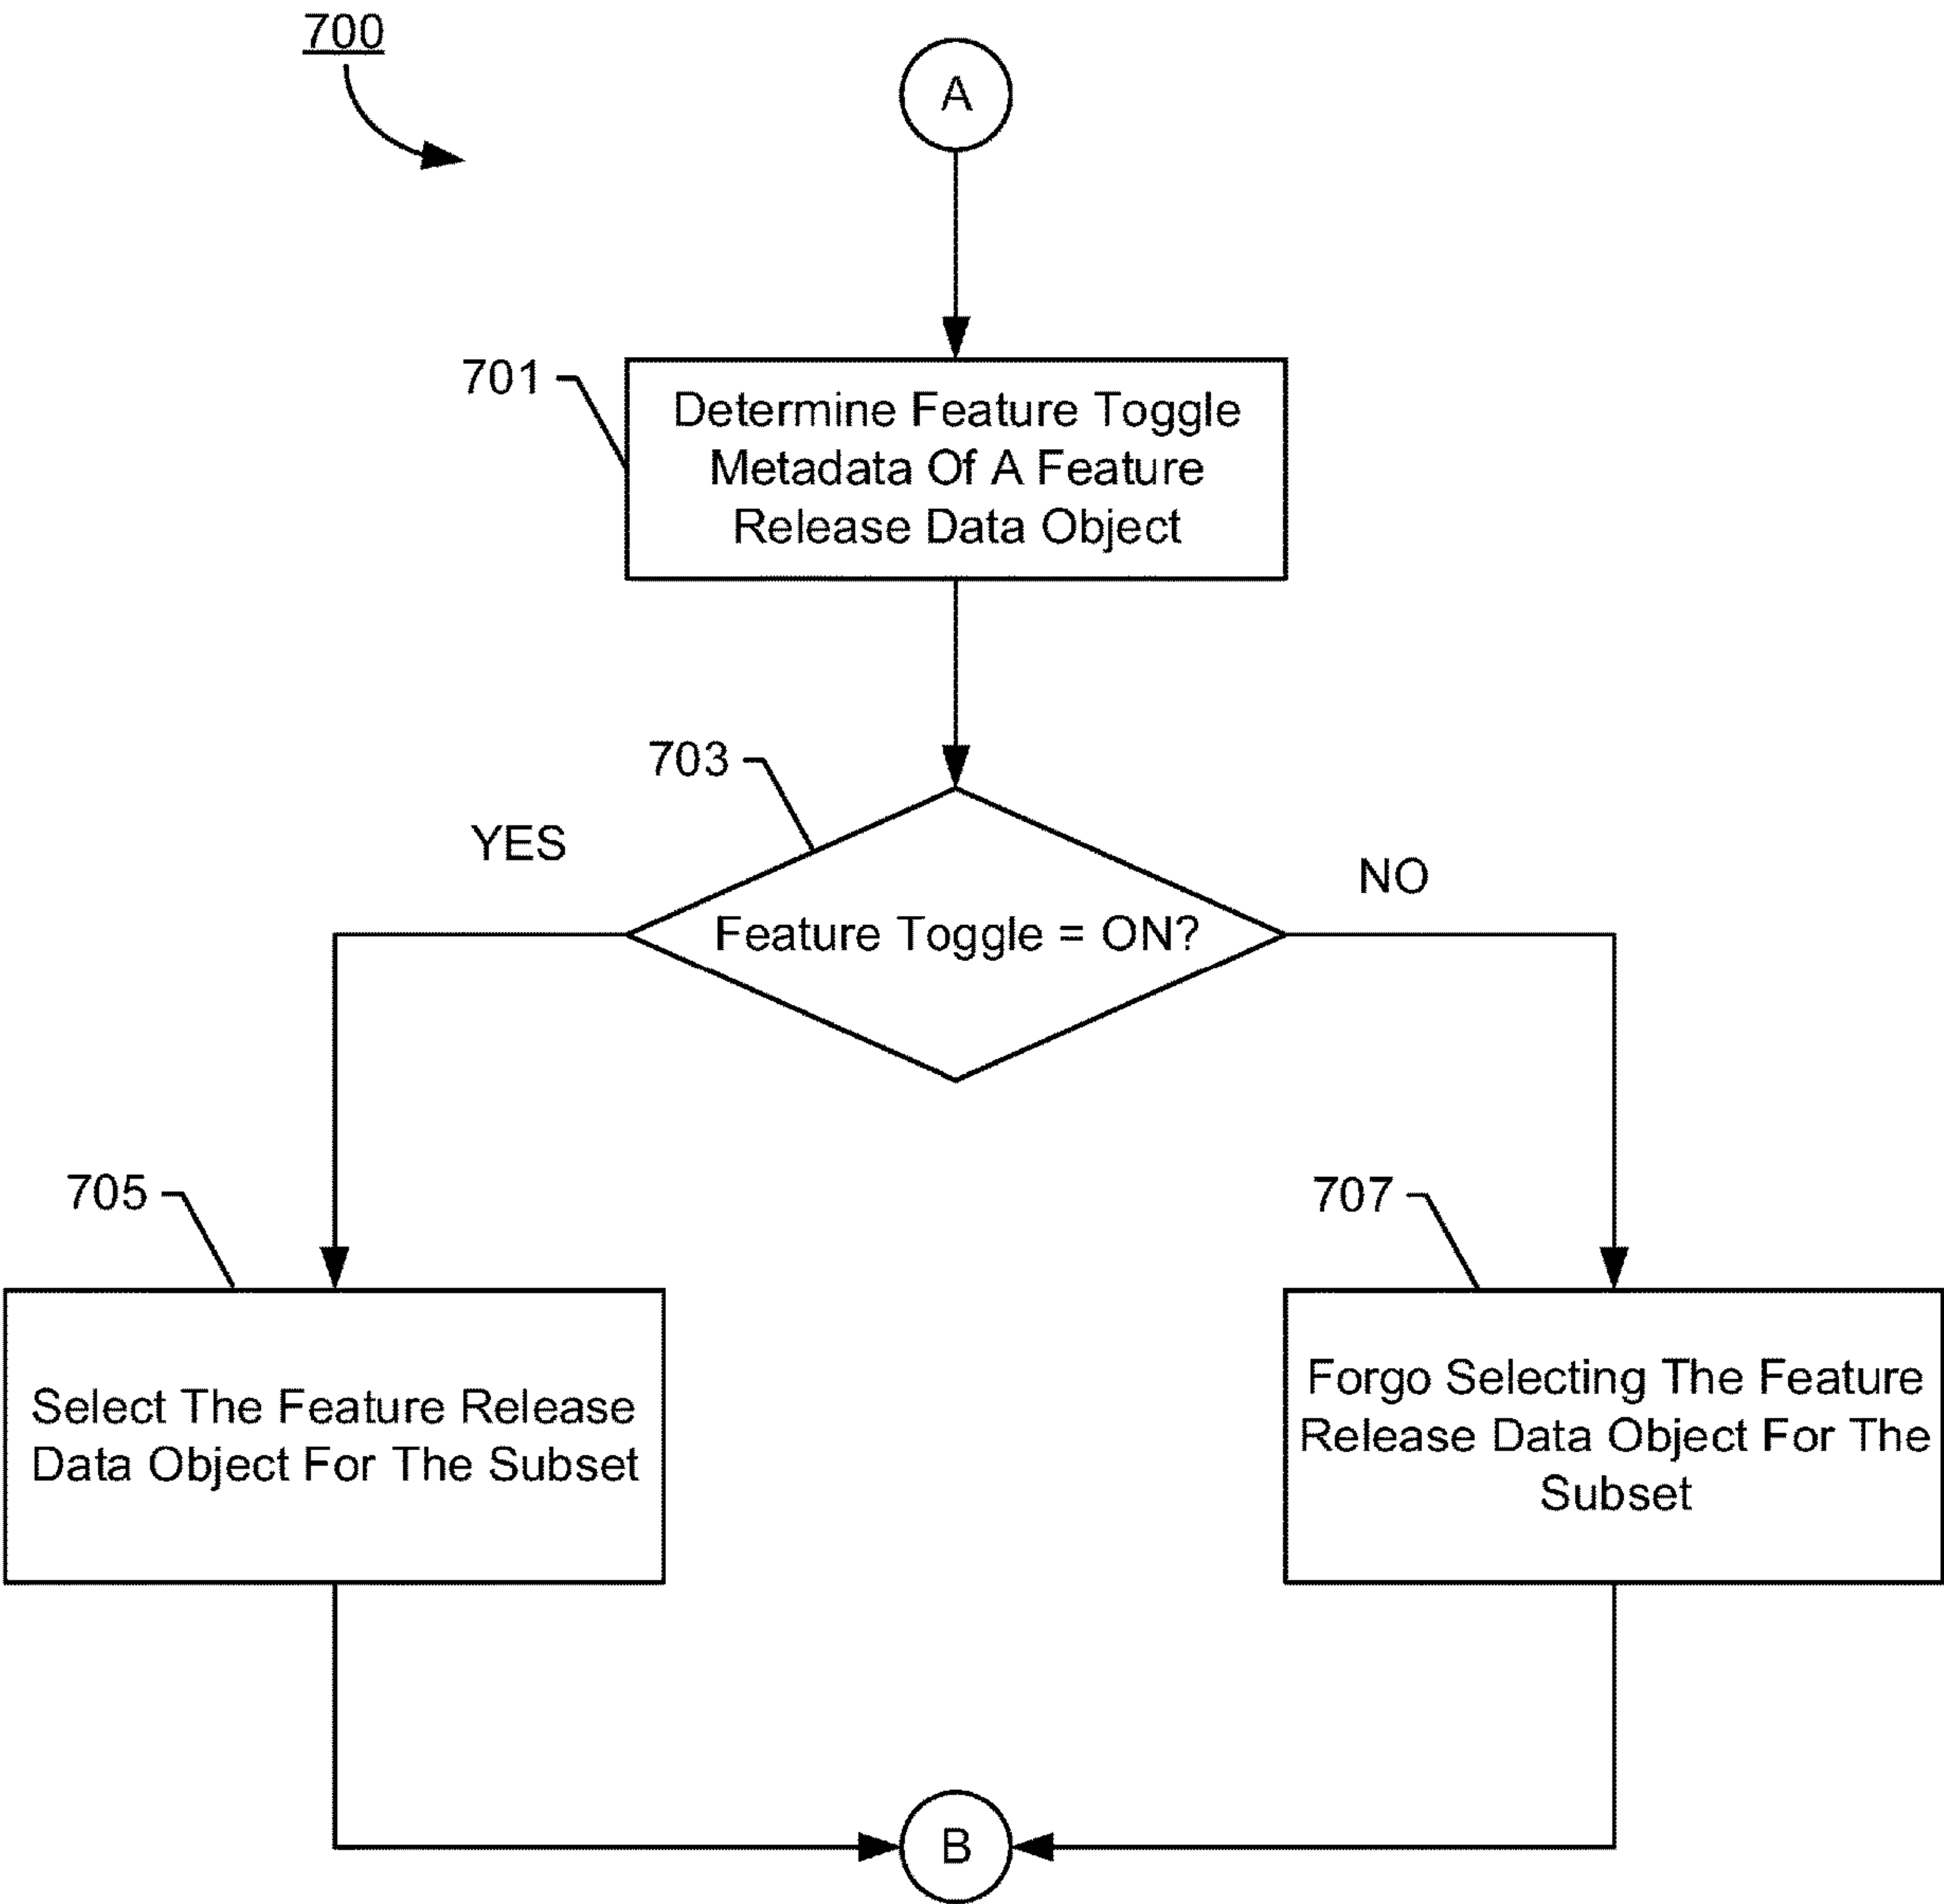 700
A
701
Determine Feature Toggle
Metadata Of A Feature
Release Data Object
703
YES
NO
Feature Toggle = ON?
705
707
Select The Feature Release
Data Object For The Subset
Forgo Selecting The Feature
Release Data Object For The
Subset
B